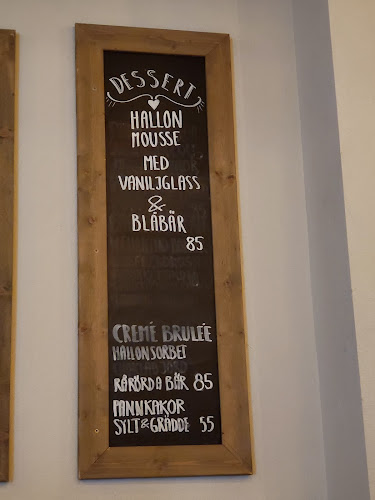 DESSERT
HALLON
MOUSSE
MED
VANILJGLASS
&
BLÅBÄR
85
CREMÉ BRULÉE
HALLONSORBET
RÅRÖRDA BÄR 85
PANNKAKOR
SYLT & GRÄDDE 55